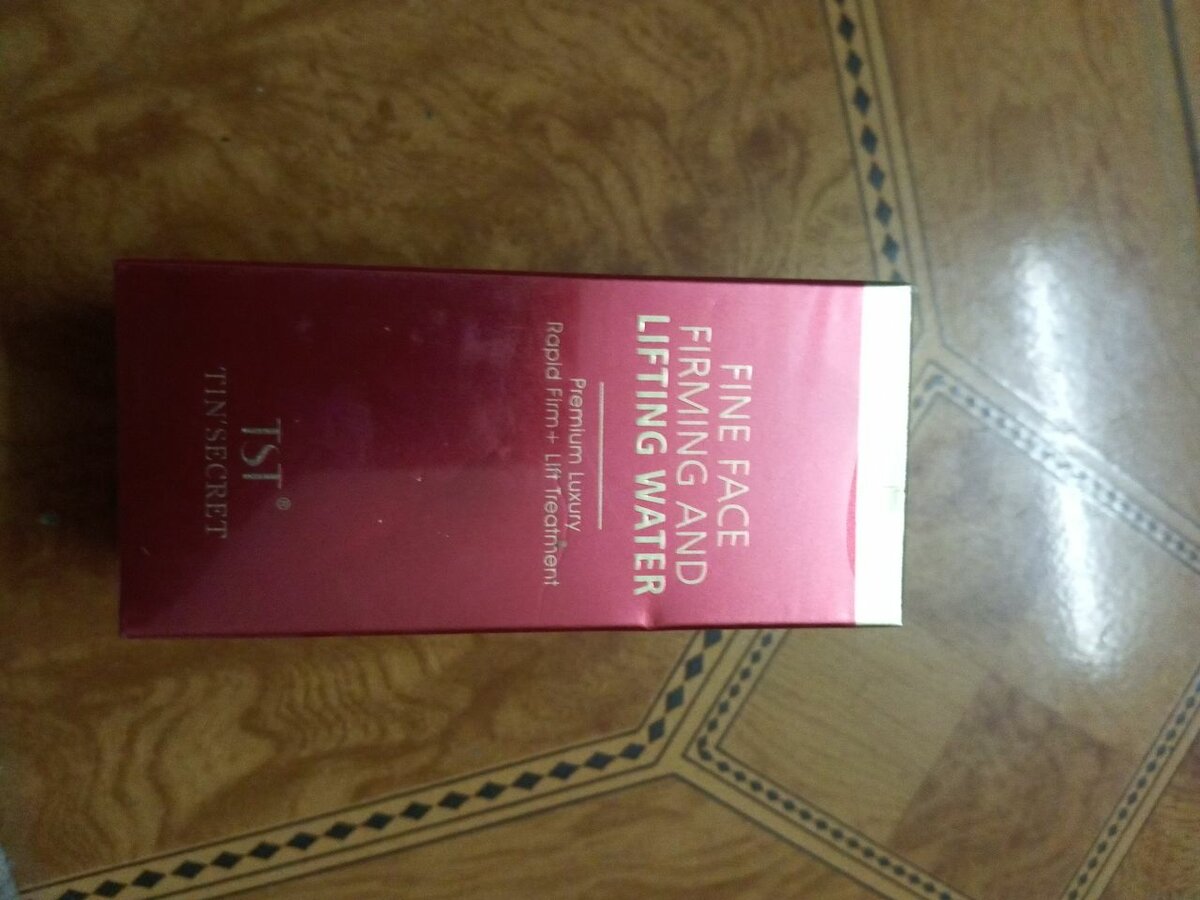 FINE FACE
FIRMING AND
LIFTING WATER
Premium Luxury
Rapid Firm+ Lift Treatment
TST®
TIN'SECRET